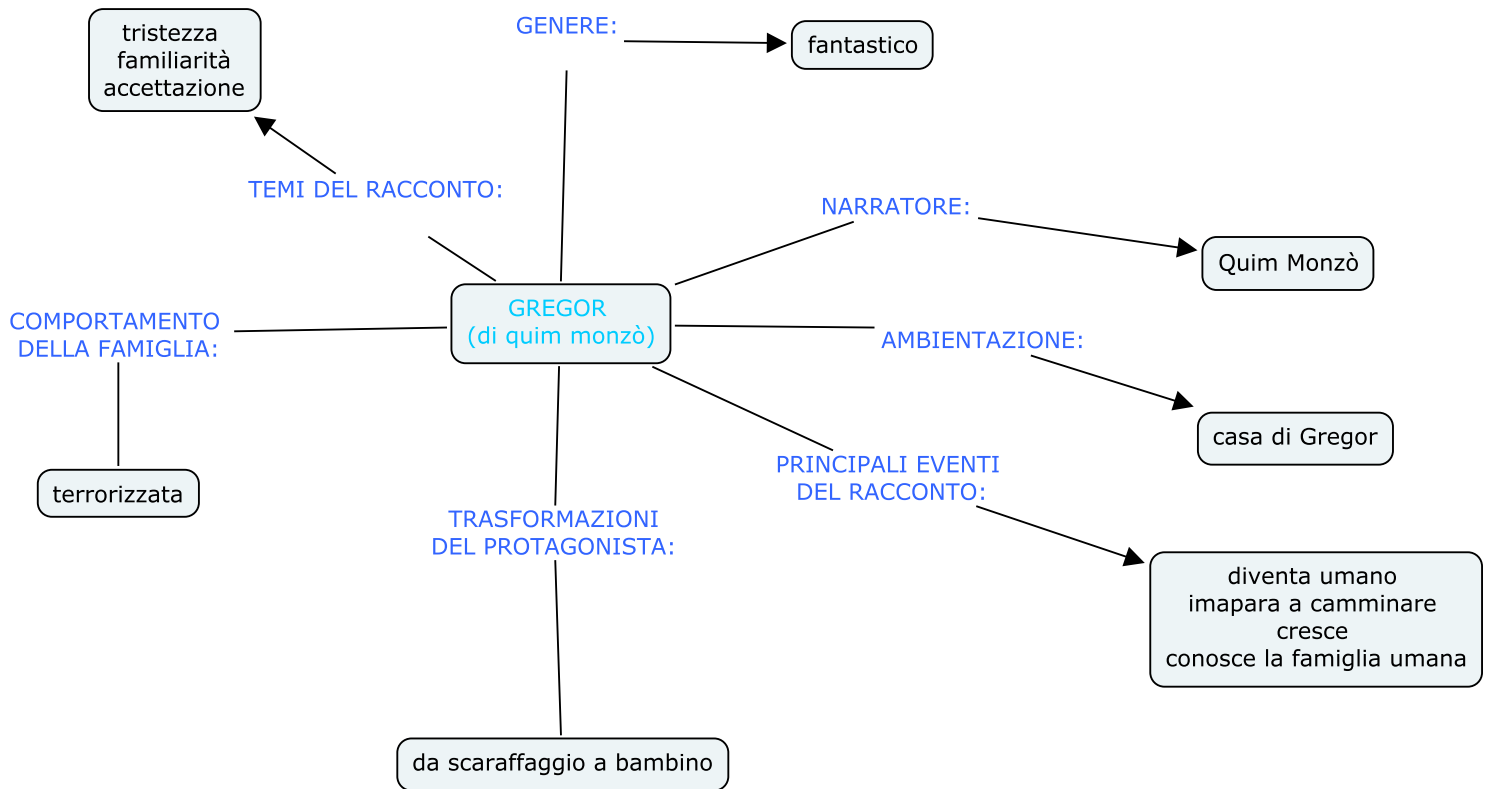 GENERE:
fantastico
tristezza
familiarità
accettazione
TEMI DEL RACCONTO:
NARRATORE:
Quim Monzò
GREGOR
(di quim monzò)
COMPORTAMENTO
DELLA FAMIGLIA:
terrorizzata
AMBIENTAZIONE:
casa di Gregor
PRINCIPALI EVENTI
DEL RACCONTO:
diventa umano
imapara a camminare
cresce
conosce la famiglia umana
TRASFORMAZIONI
DEL PROTAGONISTA:
da scaraffaggio a bambino